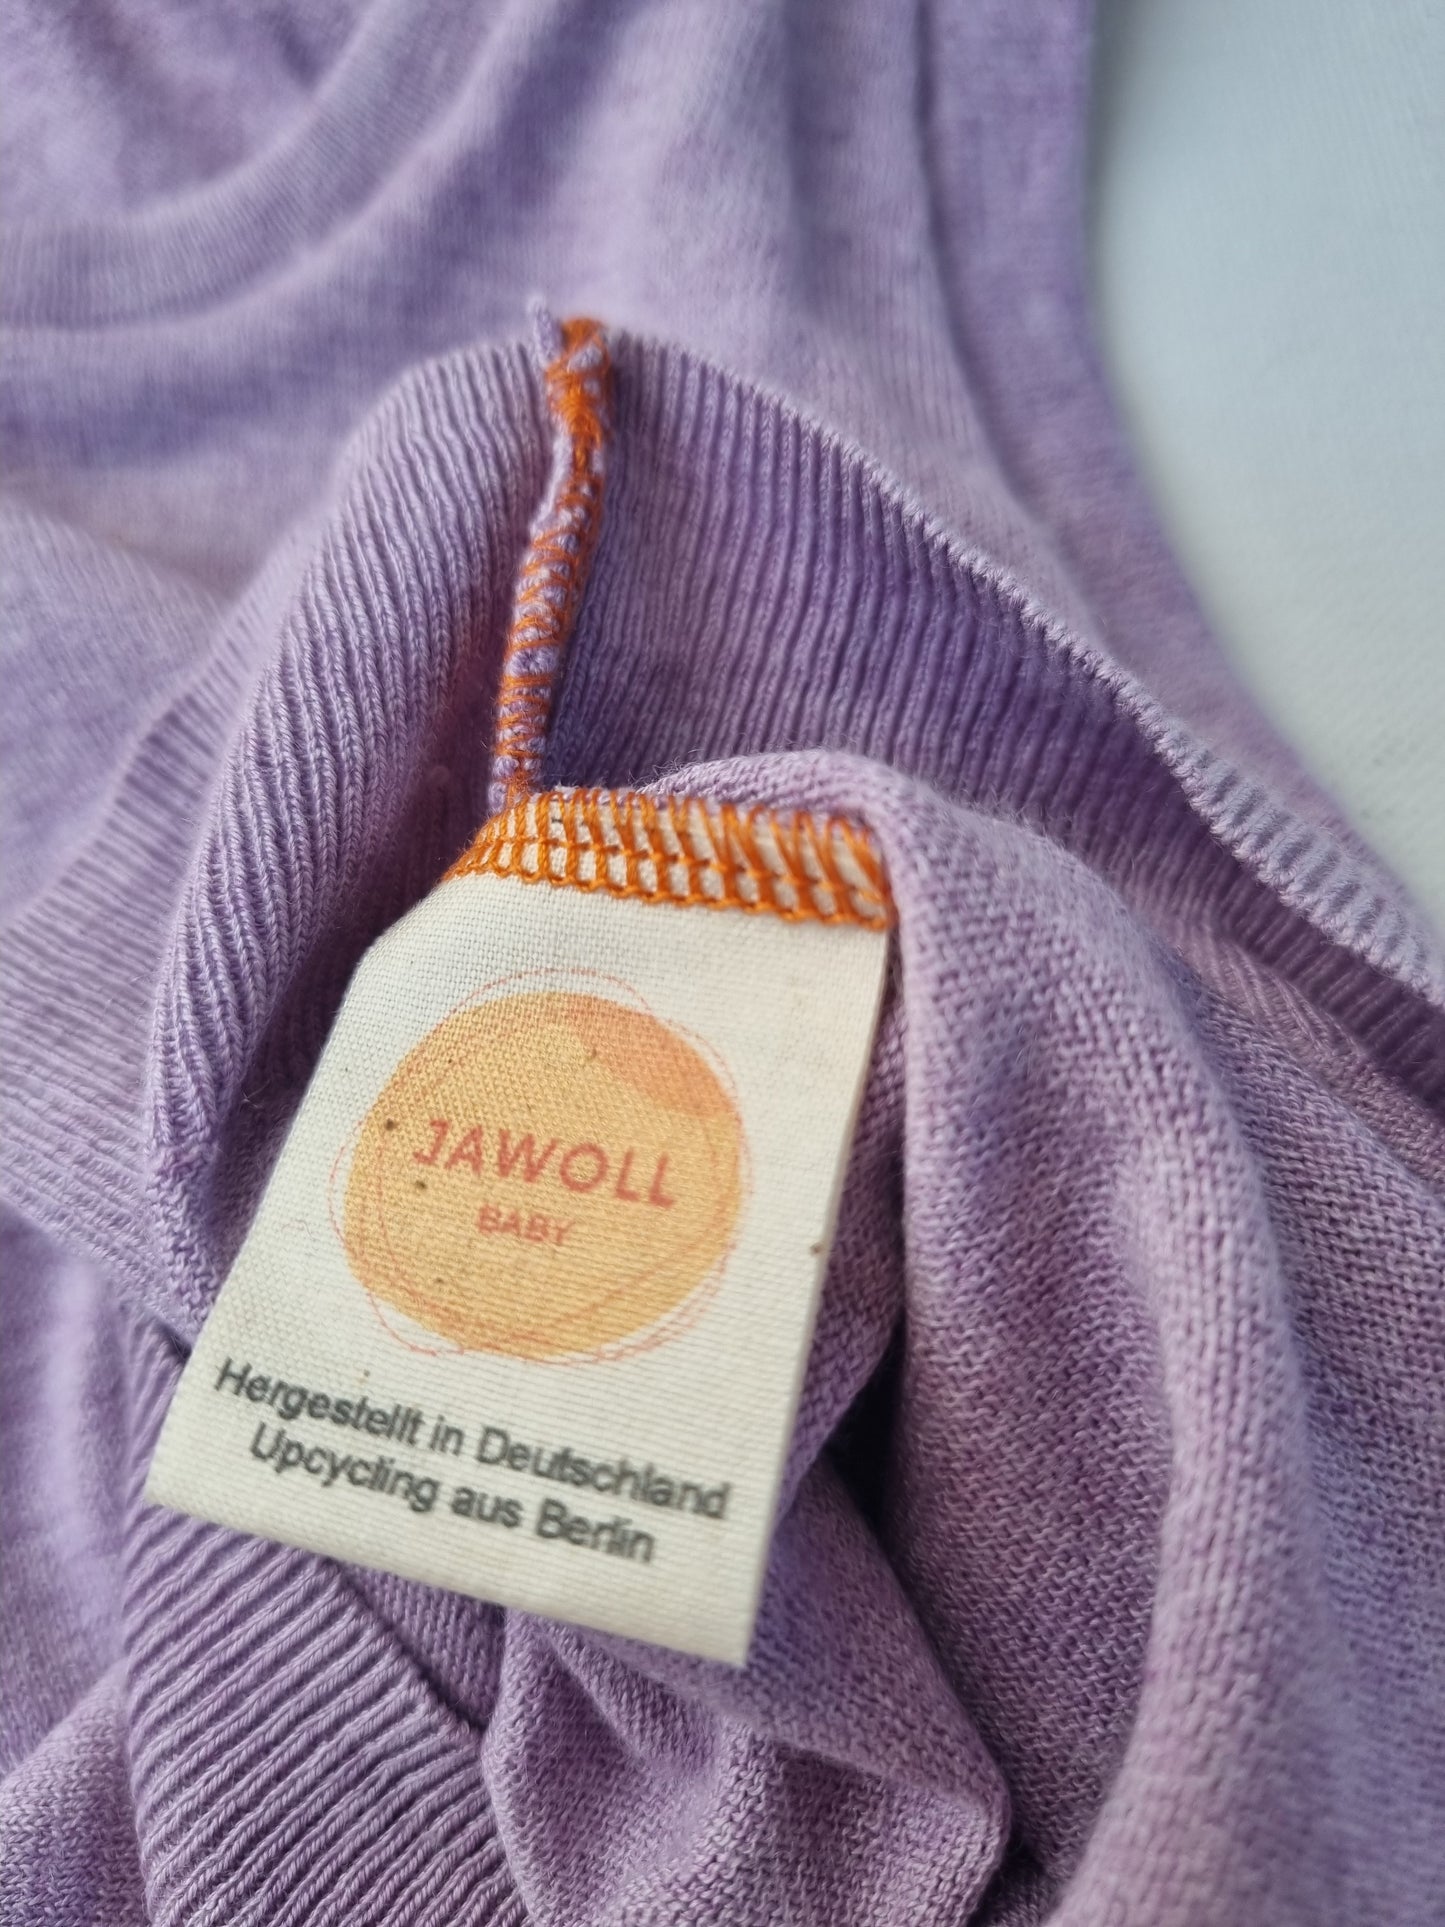 JAWOLL
BABY
Hergestellt in Deutschland
Upcycling aus Berlin